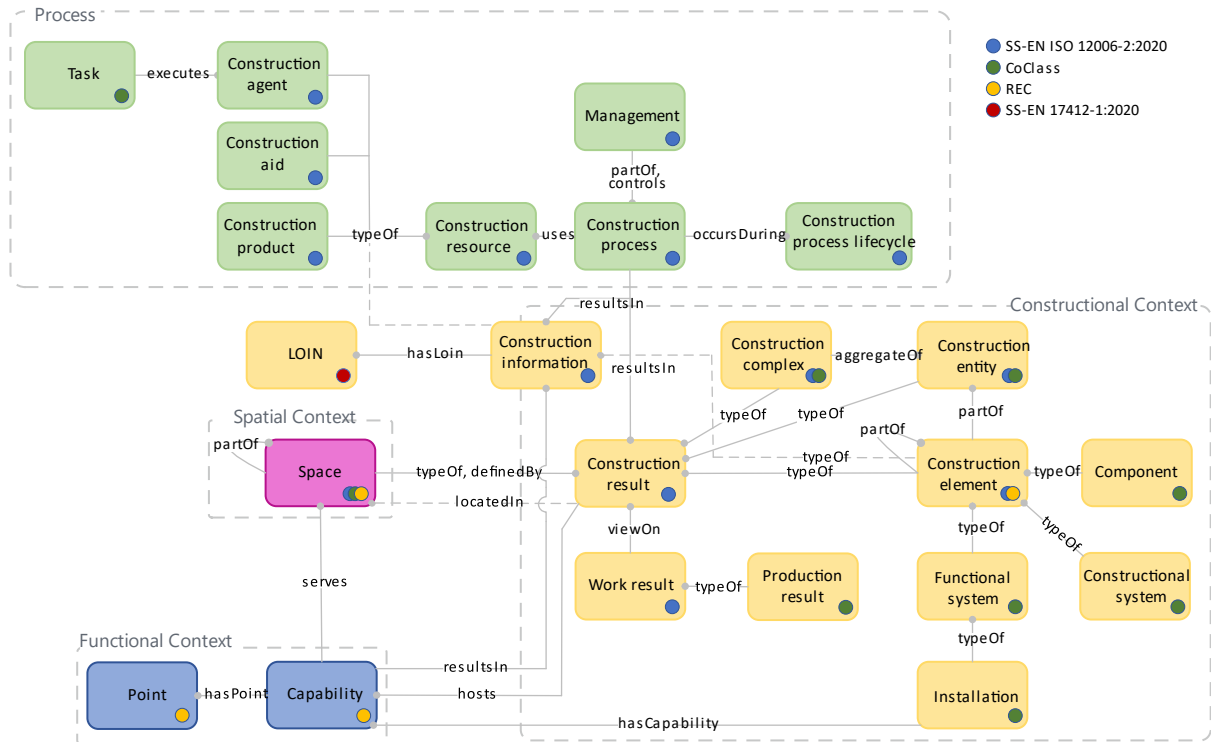 Process
SS-EN ISO 12006-2:2020
CoClass
REC
SS-EN 17412-1:2020
Task
executes
Construction
agent
Management
Construction
aid
partOf,
controls
Construction
product
typeOf
Construction
resource
uses
Construction
process
occursDuring
Construction
process lifecycle
resultsIn
Constructional Context
LOIN
hasLoin
Construction
information
resultsIn
Construction
complex
aggregateOf
Construction
entity
typeOf
typeOf
partOf
Spatial Context
partOf
Space
typeOf, definedBy
locatedIn
Construction
result
partOf
typeOf
typeOf
Construction
element
typeOf
Component
viewOn
typeOf
typeOf
serves
Work result
typeOf
Production
result
Functional
system
Constructional
system
typeOf
Functional Context
Point
hasPoint
Capability
resultsIn
hosts
hasCapability
Installation